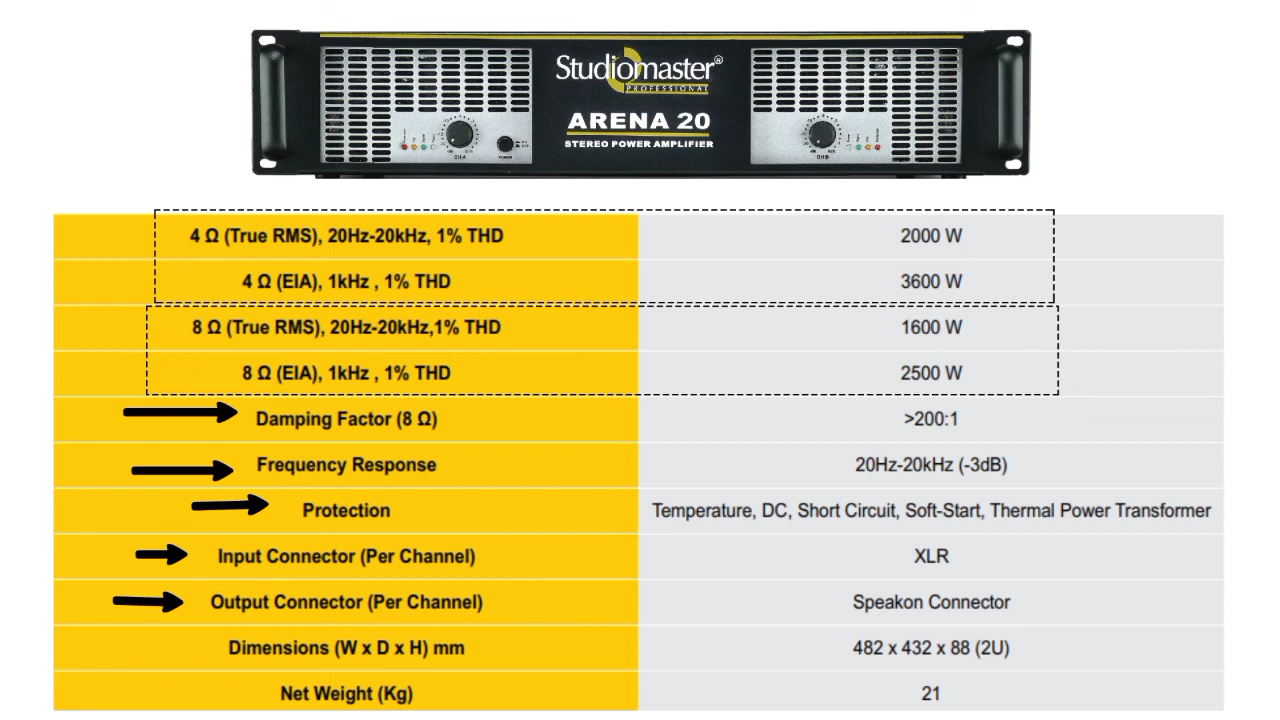 Studiomaster®
PROFESSIONAL
ARENA 20
STEREO POWER AMPLIFIER
CH A
POWER
CH B
4 Ω (True RMS), 20Hz-20kHz, 1% THD 2000 W
4 Ω (EIA), 1kHz , 1% THD 3600 W
8 Ω (True RMS), 20Hz-20kHz,1% THD 1600 W
8 Ω (EIA), 1kHz , 1% THD 2500 W
Damping Factor (8 Ω) >200:1
Frequency Response 20Hz-20kHz (-3dB)
Protection Temperature, DC, Short Circuit, Soft-Start, Thermal Power Transformer
Input Connector (Per Channel) XLR
Output Connector (Per Channel) Speakon Connector
Dimensions (W x D x H) mm 482 x 432 x 88 (2U)
Net Weight (Kg) 21